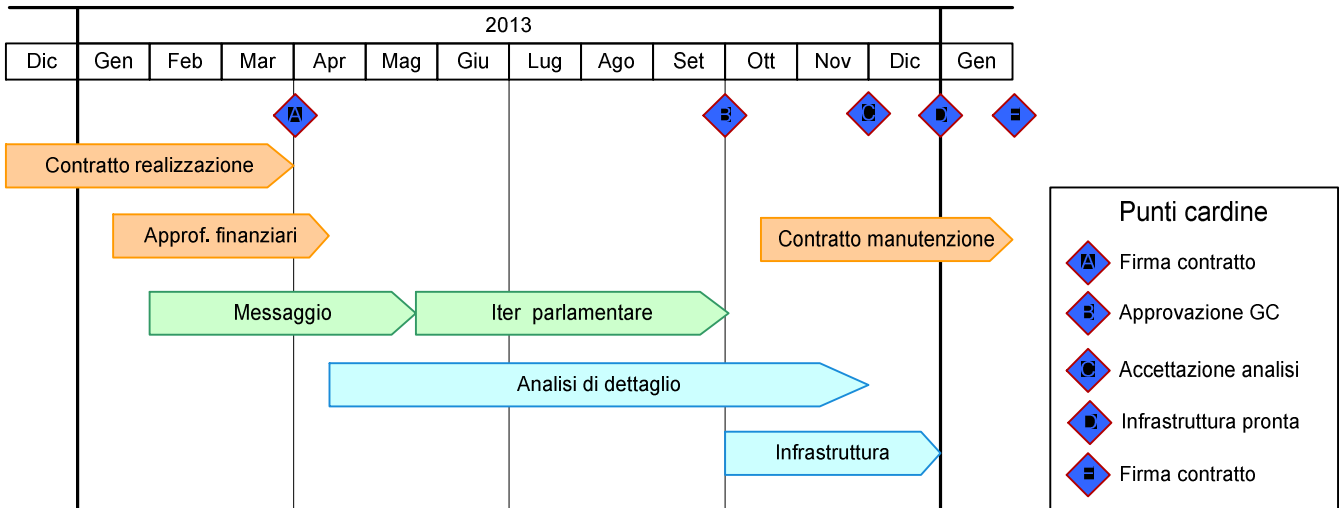 2013
Dic Gen Feb Mar Apr Mag Giu Lug Ago Set Ott Nov Dic Gen
A B C D
Contratto realizzazione
Approf. finanziari
Contratto manutenzione
Messaggio
Iter parlamentare
Analisi di dettaglio
Infrastruttura
Punti cardine
A Firma contratto
B Approvazione GC
C Accettazione analisi
D Infrastruttura pronta
Firma contratto